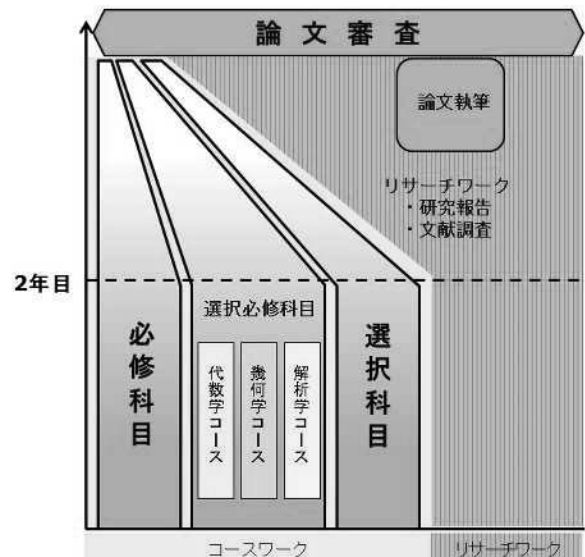 論文審査
論文執筆
リサーチワーク
・研究報告
・文献調査
2年目
必修科目
選択必修科目
代数学コース
幾何学コース
解析学コース
選択科目
コースワーク
リサーチワーク